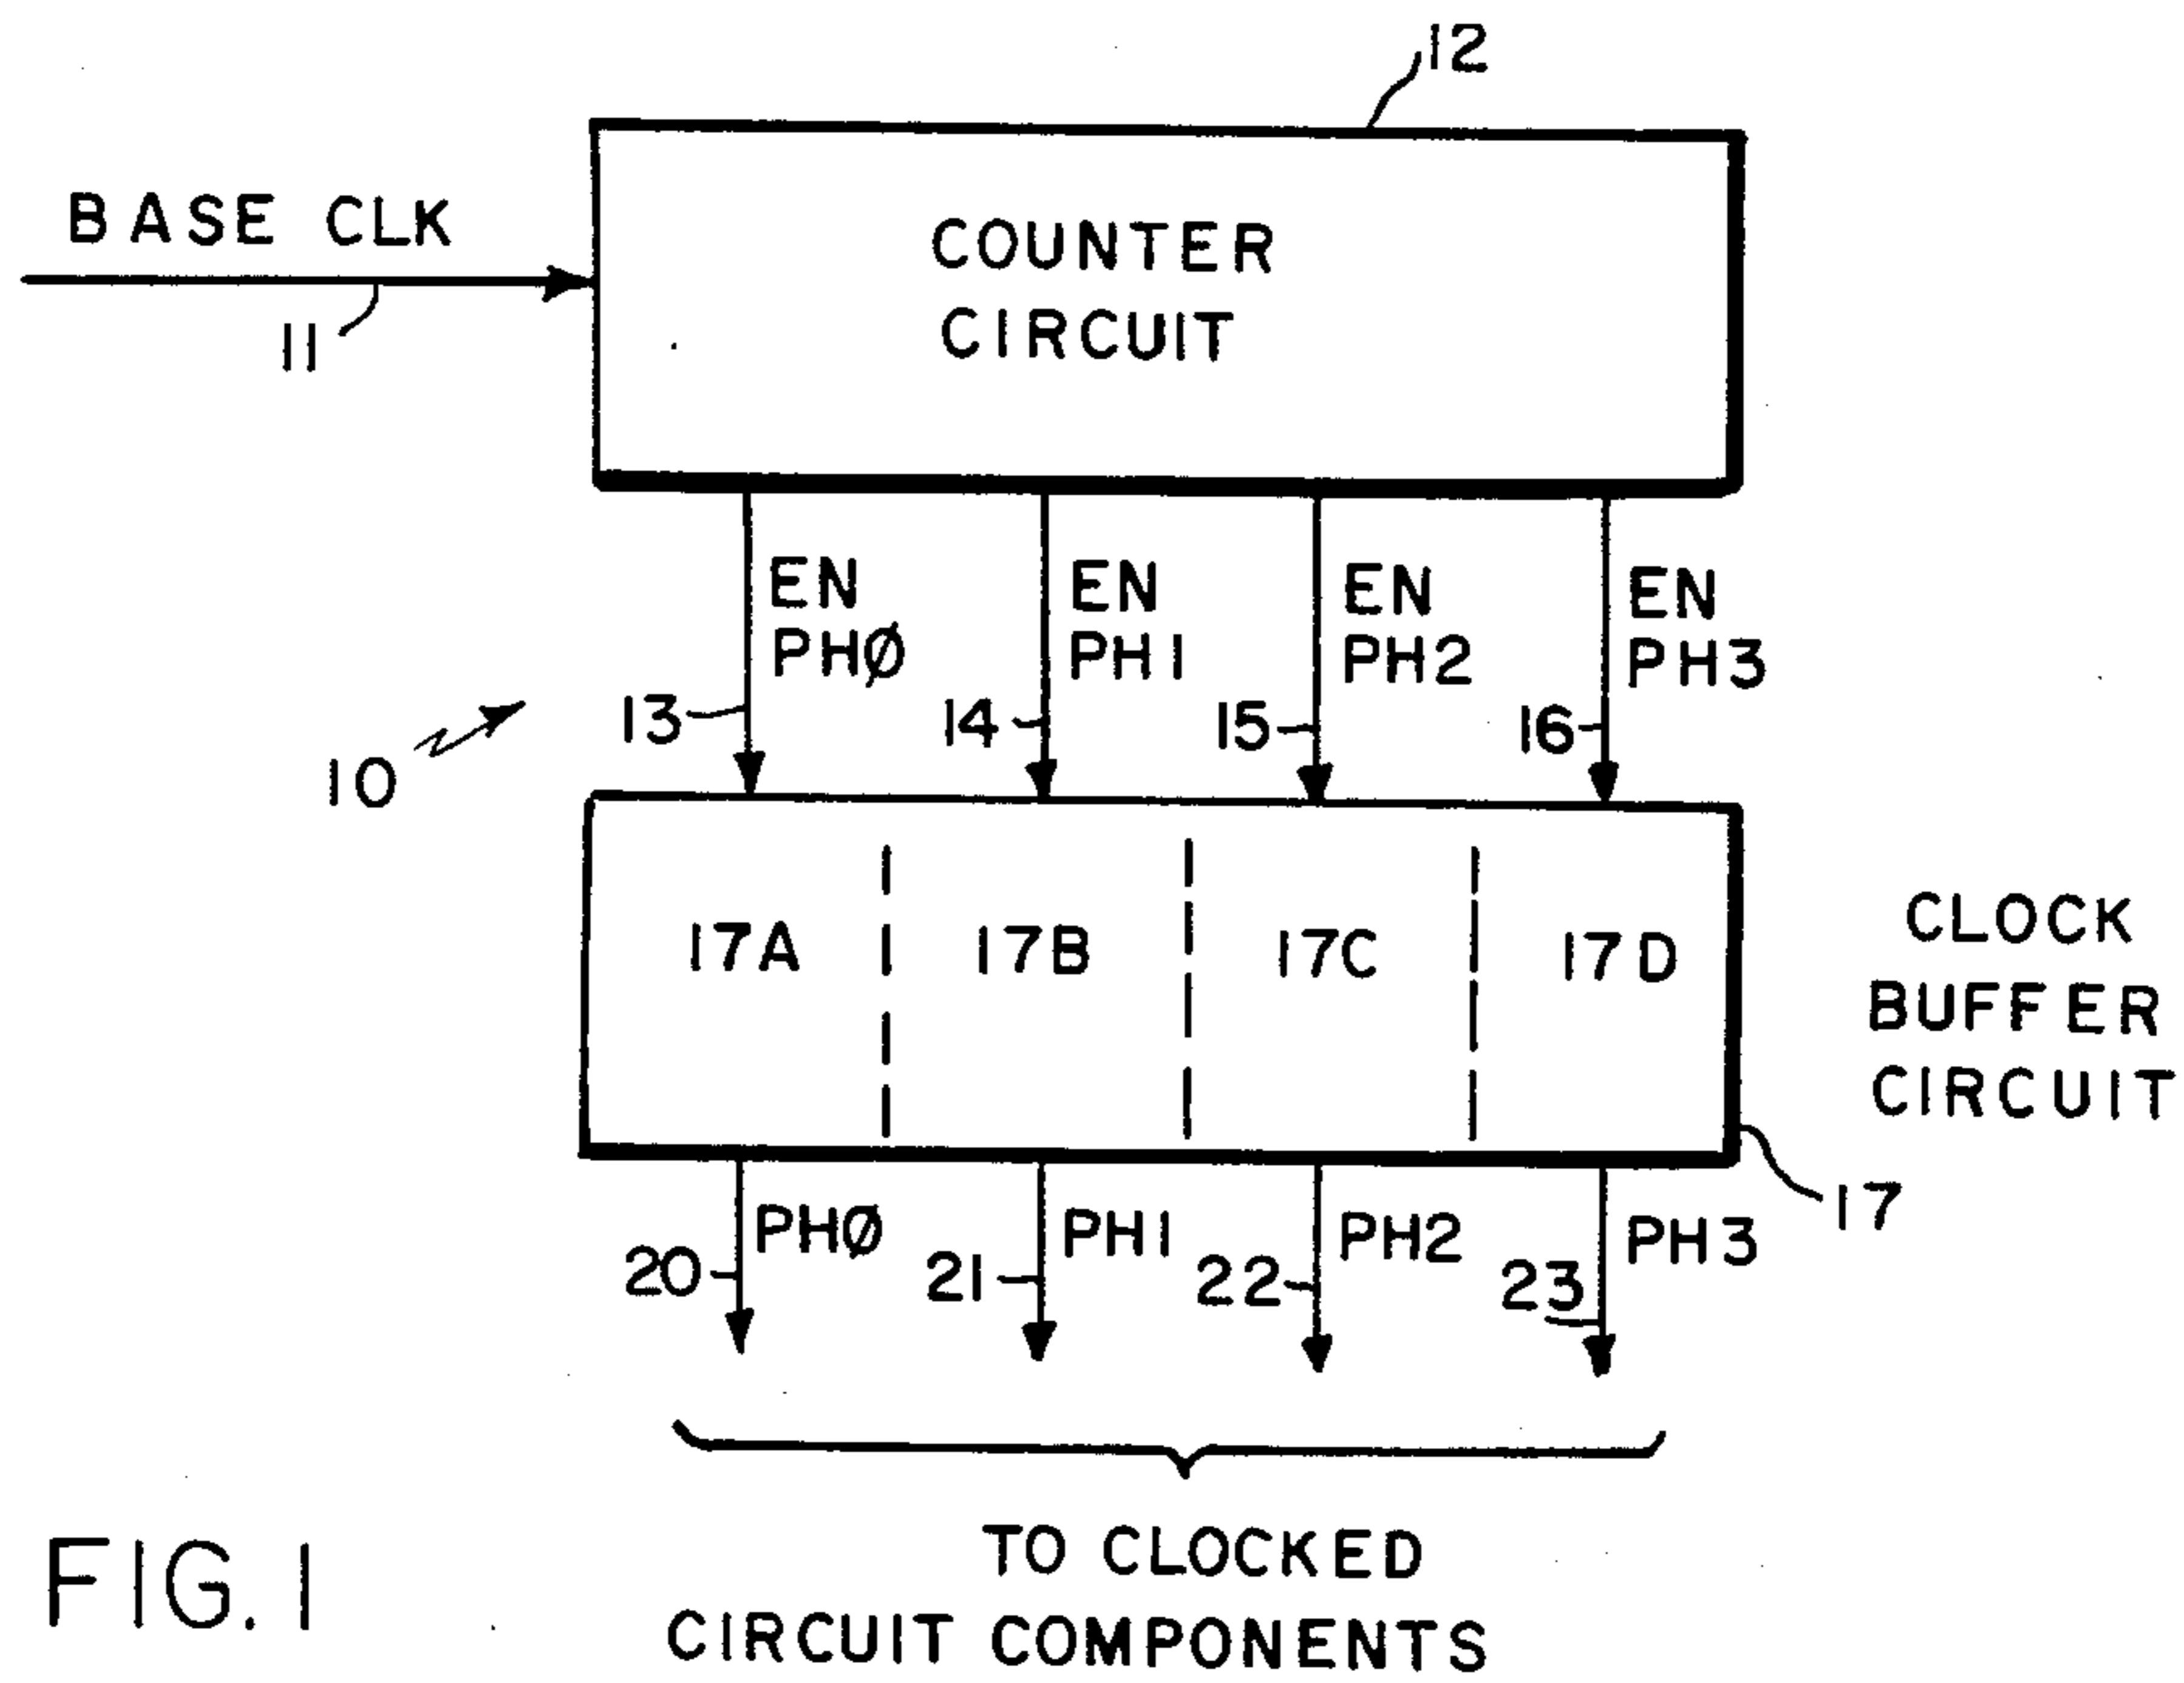 12
BASE CLK
11
COUNTER
CIRCUIT
EN
PHØ
EN
PH1
EN
PH2
EN
PH3
13
14
15
16
10
17A
17B
17C
17D
CLOCK
BUFFER
CIRCUIT
17
PHØ
PH1
PH2
PH3
20
21
22
23
TO CLOCKED
CIRCUIT COMPONENTS
FIG. 1